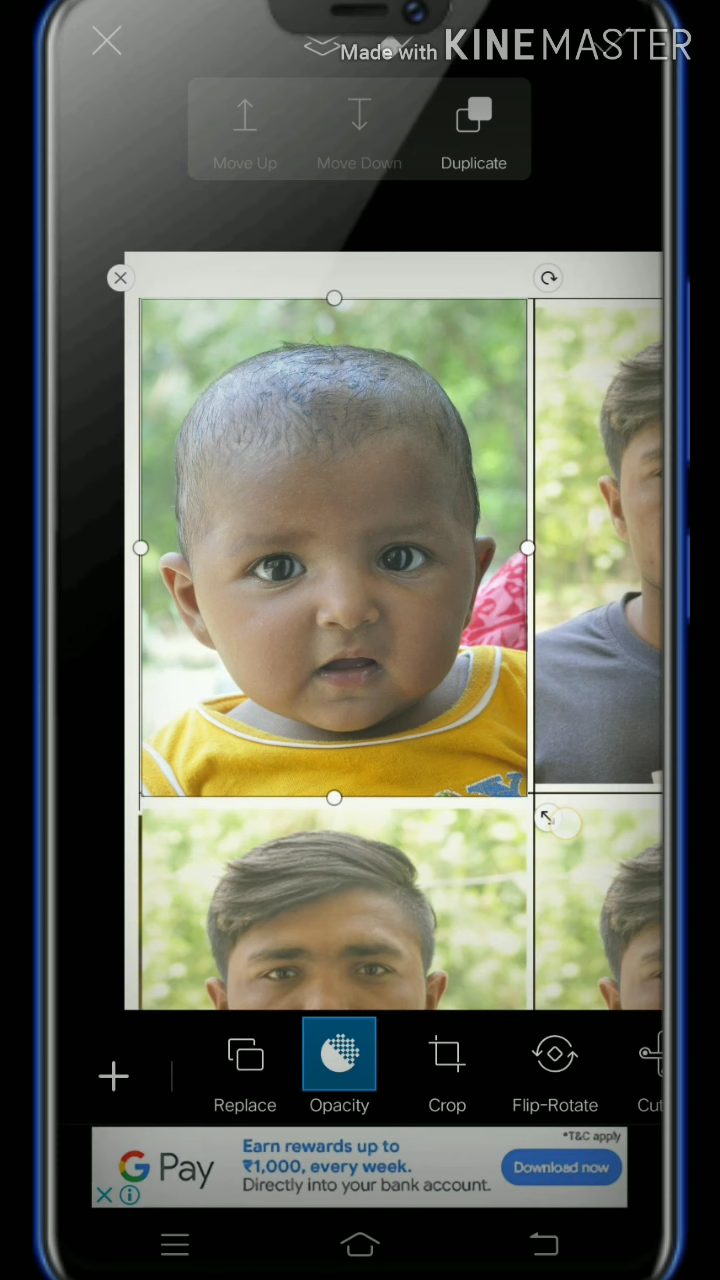 Made with KINEMASTER
Move Up Move Down Duplicate
Replace Opacity Crop Flip-Rotate Cut
*T&C apply
G Pay
Earn rewards up to
₹1,000, every week.
Directly into your bank account.
Download now